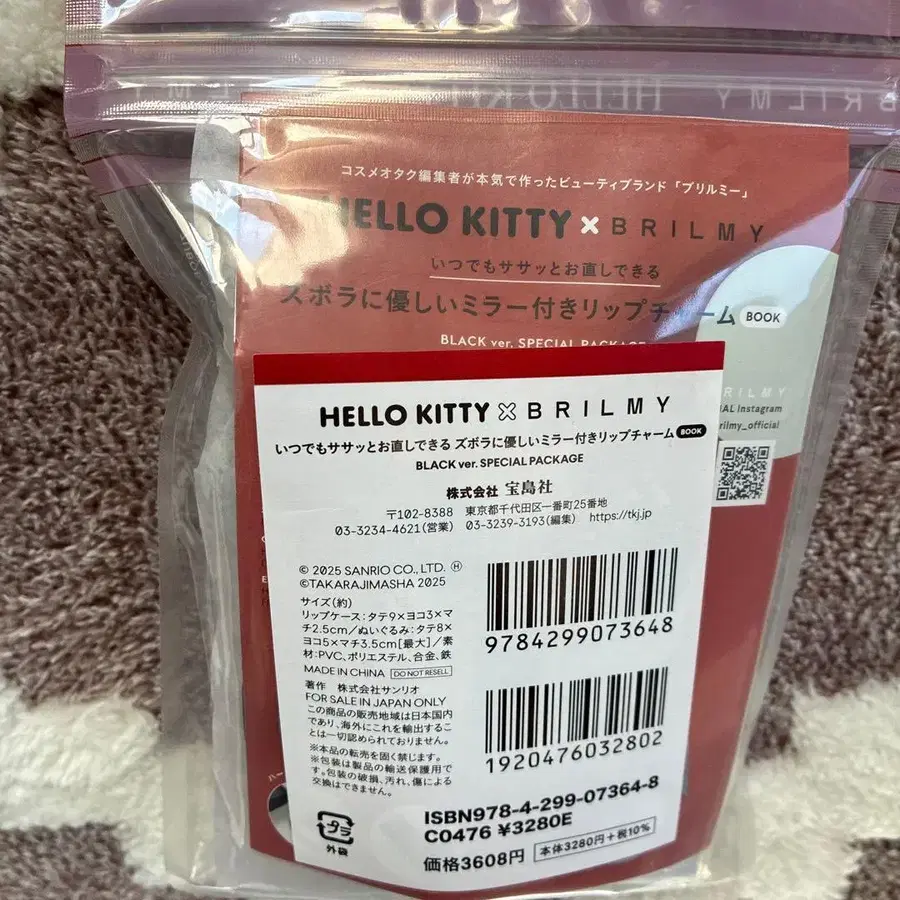 HELLO KITTY
BRILMY
コスメオタク編集者が本気で作ったビューティブランド「ブリルミー」
HELLO KITTY × BRILMY
いつでもササッとお直しできる
ズボラに優しいミラー付きリップチャーム BOOK
BLACK ver. SPECIAL PACKAGE
BRILMY
Instagram
brilmy_official
HELLO KITTY × BRILMY
いつでもササッとお直しできる ズボラに優しいミラー付きリップチャーム BOOK
BLACK ver. SPECIAL PACKAGE
株式会社 宝島社
〒102-8388 東京都千代田区一番町25番地
03-3234-4621(営業) 03-3239-3193(編集) https://tkj.jp
© 2025 SANRIO CO., LTD. Ⓗ
©TAKARAJIMASHA 2025
サイズ(約)
リップケース:タテ9×ヨコ3×マ
チ2.5cm/ぬいぐるみ:タテ8×
ヨコ5×マチ3.5cm[最大]/素
材:PVC、ポリエステル、合金、鉄
MADE IN CHINA DO NOT RESELL
著作 株式会社サンリオ
FOR SALE IN JAPAN ONLY
この商品の販売地域は日本国内
であり、海外にこれを輸出するこ
とは一切認められておりません。
※本品の転売を固く禁じます。
※包装は製品の輸送保護用で
す。包装の破損、汚れ、傷による
交換はできません。
9784299073648
1920476032802
プラ
外袋
ISBN978-4-299-07364-8
C0476 ¥3280E
価格3608円 本体3280円+税10%